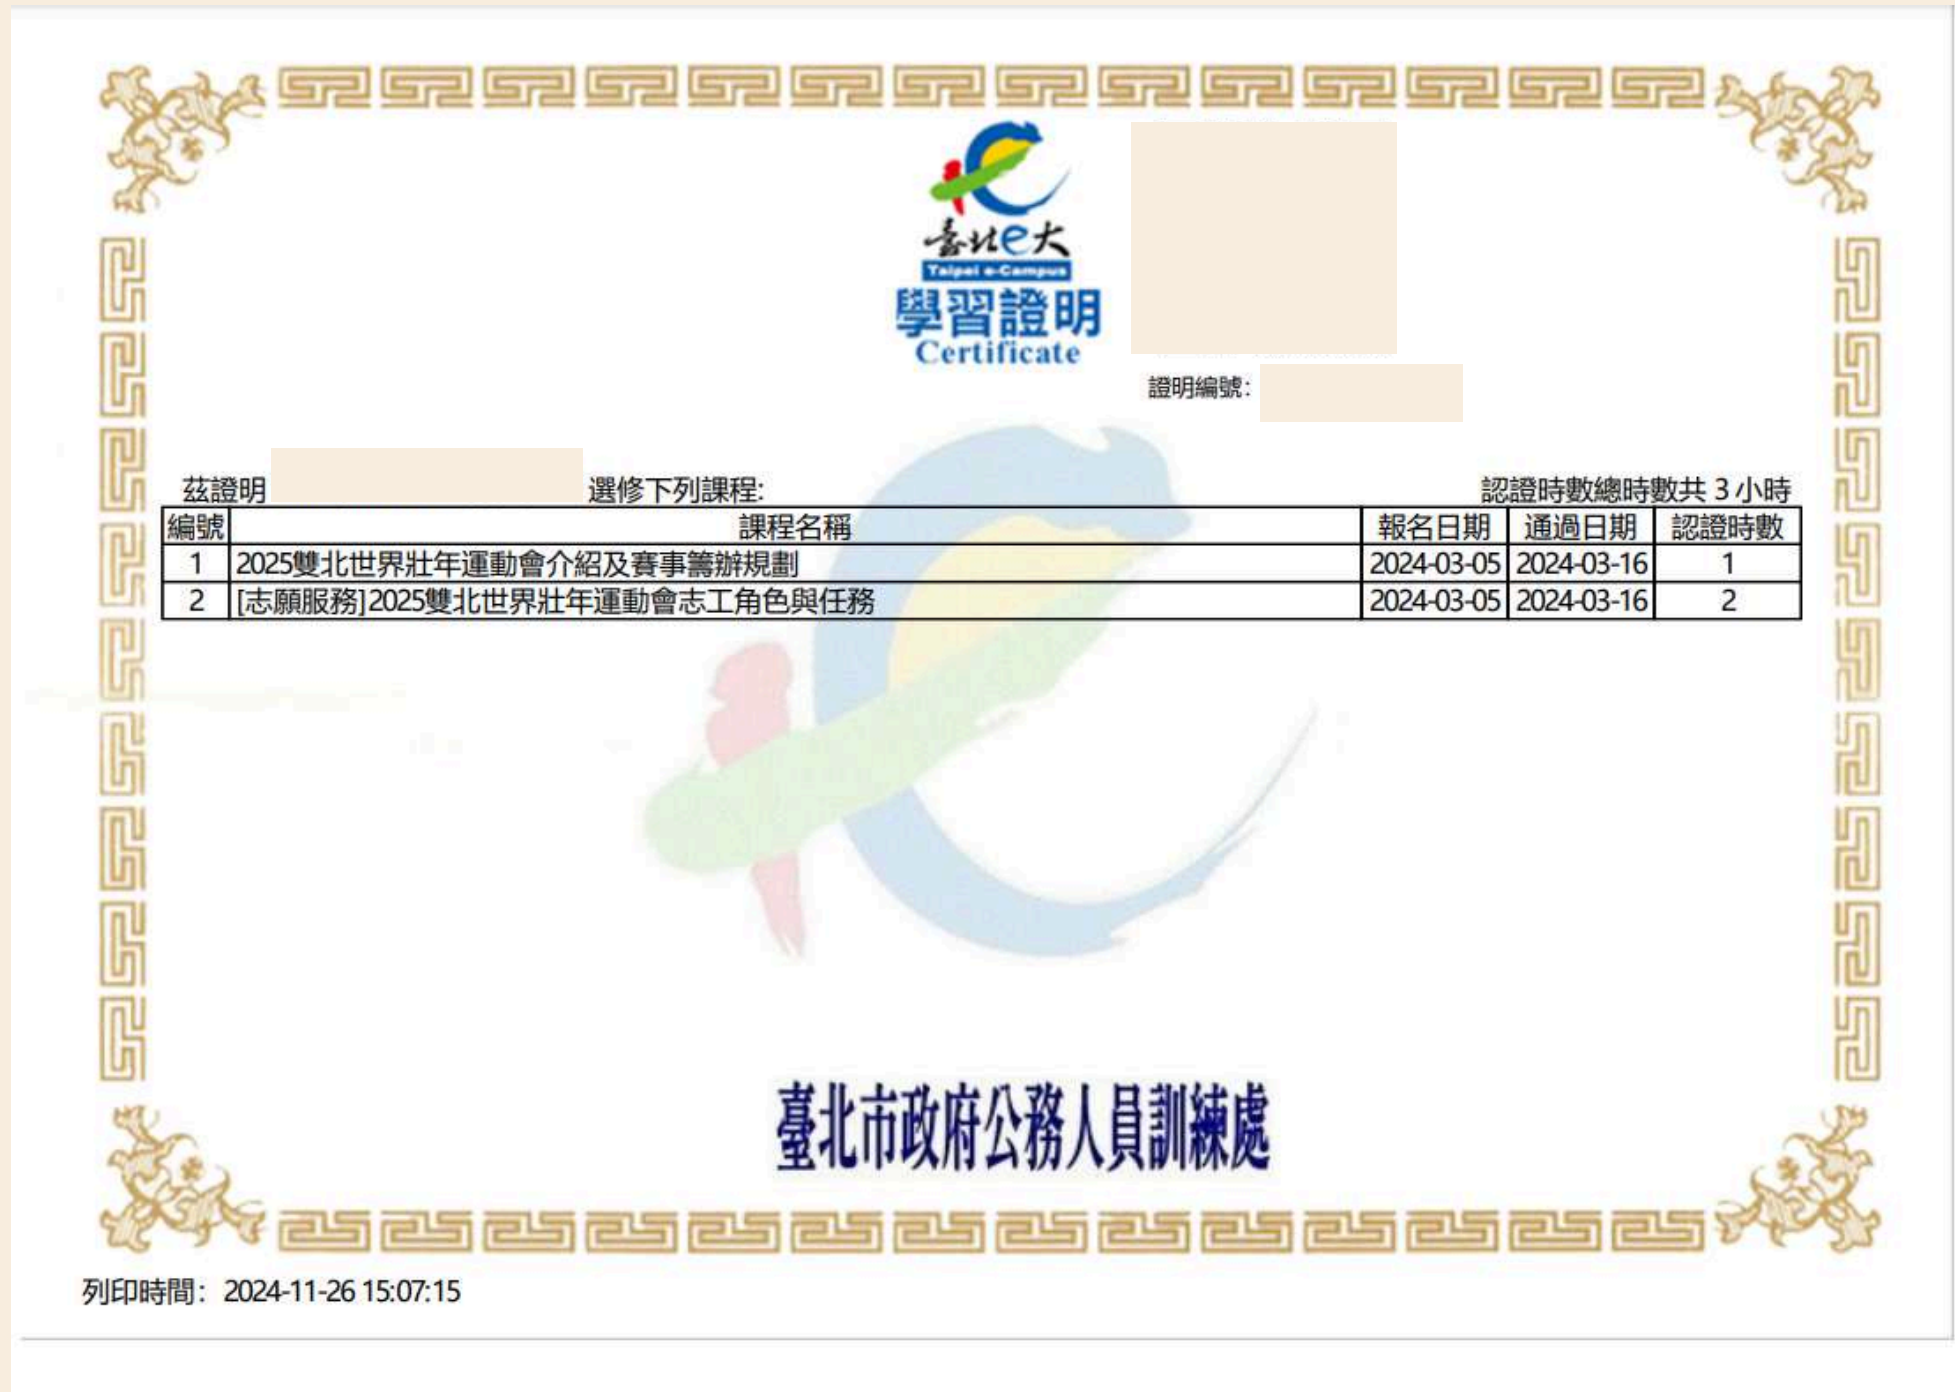 臺北e大
Taipei e-Campus
學習證明
Certificate
證明編號:
茲證明 選修下列課程: 認證時數總時數共 3 小時
編號 課程名稱 報名日期 通過日期 認證時數
1 2025雙北世界壯年運動會介紹及賽事籌辦規劃 2024-03-05 2024-03-16 1
2 [志願服務]2025雙北世界壯年運動會志工角色與任務 2024-03-05 2024-03-16 2
臺北市政府公務人員訓練處
列印時間：2024-11-26 15:07:15